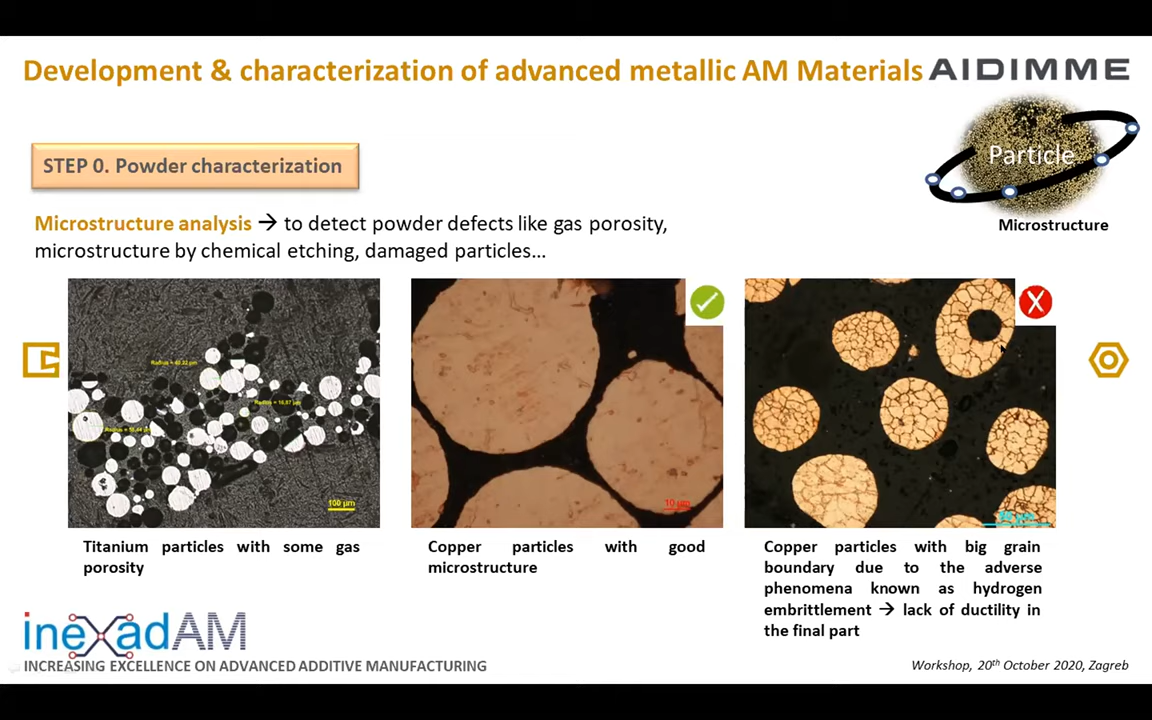 Development & characterization of advanced metallic AM Materials
AIDIMME
STEP 0. Powder characterization
Particle
Microstructure
Microstructure analysis → to detect powder defects like gas porosity,
microstructure by chemical etching, damaged particles...
100 µm
10 µm
Titanium particles with some gas
porosity
Copper particles with good
microstructure
Copper particles with big grain
boundary due to the adverse
phenomena known as hydrogen
embrittlement → lack of ductility in
the final part
inexadAM
INCREASING EXCELLENCE ON ADVANCED ADDITIVE MANUFACTURING
Workshop, 20th October 2020, Zagreb